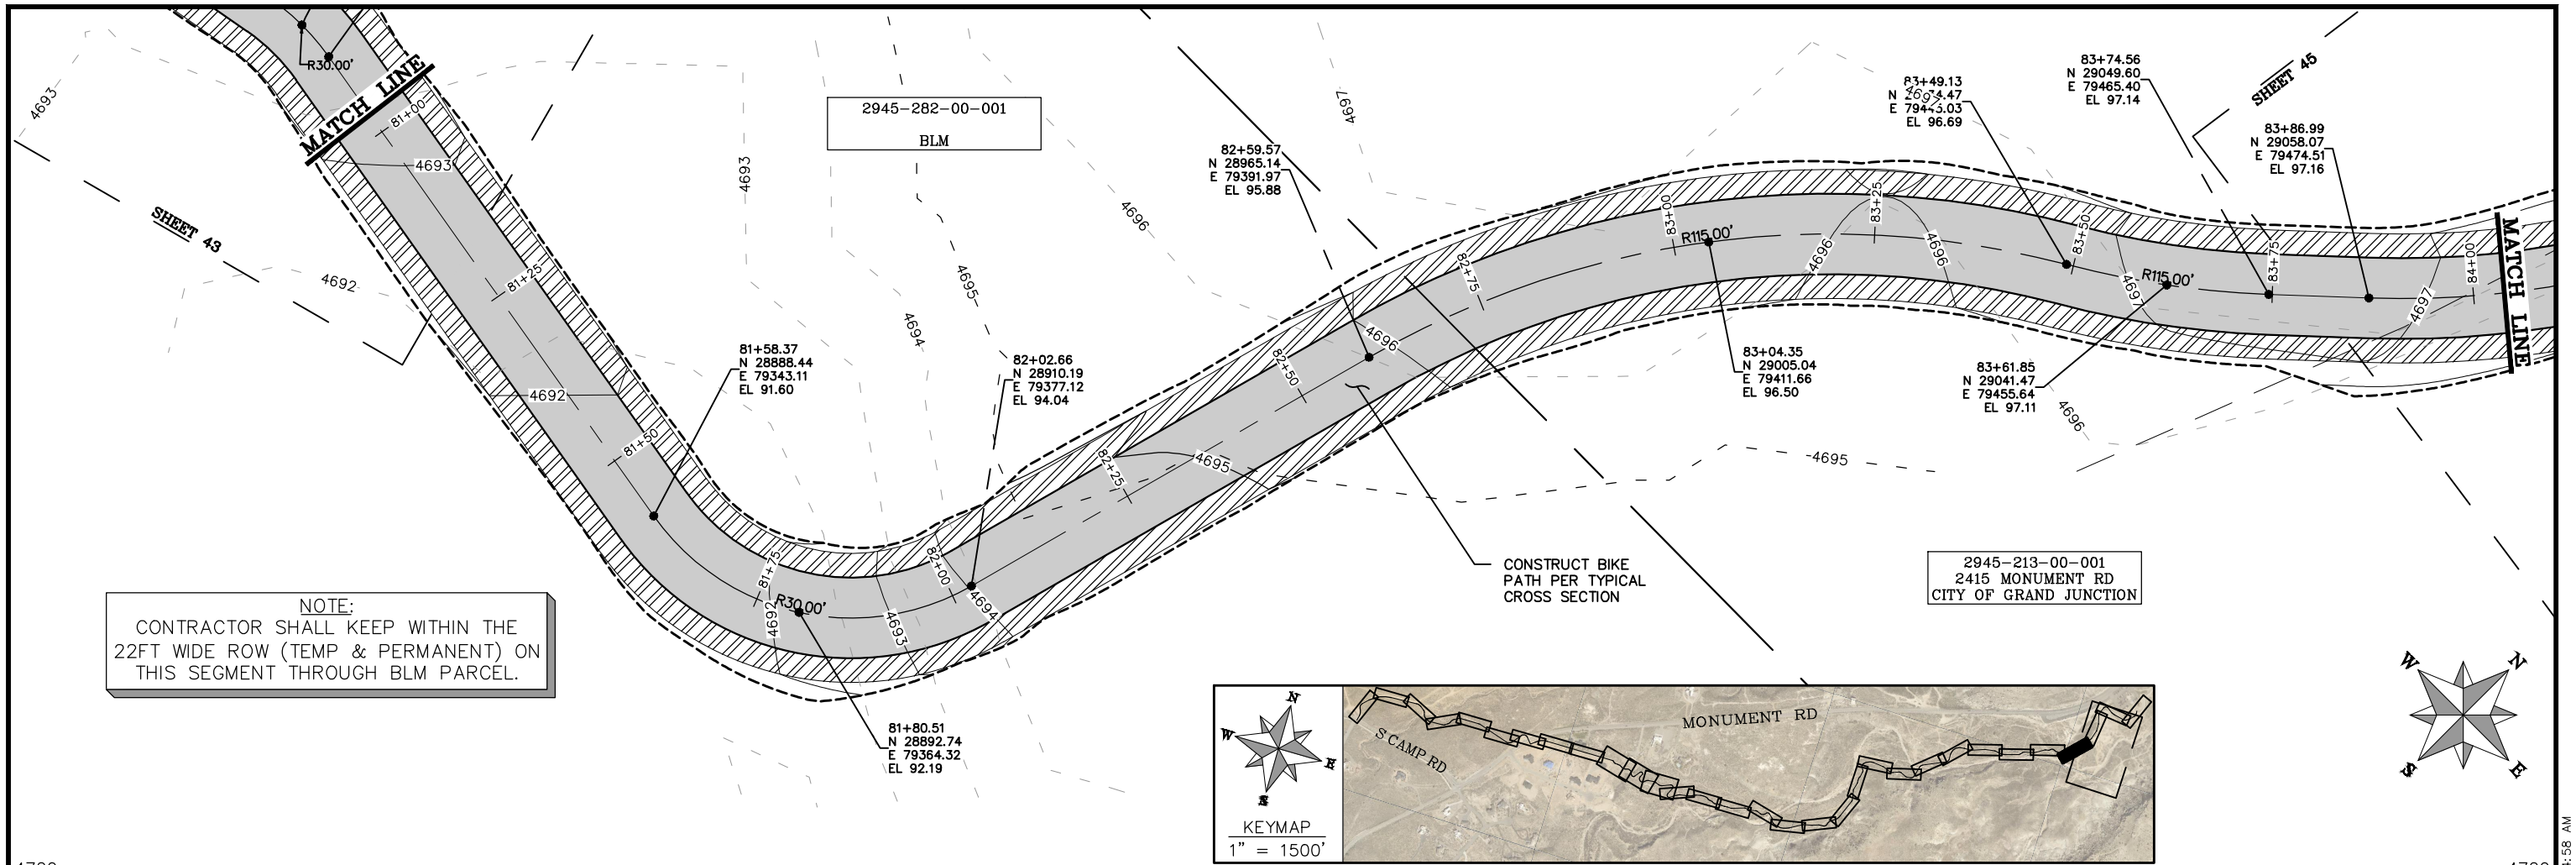 R30.00'
MATCH LINE
81+00
4693
4693
SHEET 43
4692
81+25
4692
81+50
2945-282-00-001
BLM
4693
4694
4695
4696
4697
81+58.37
N 28888.44
E 79343.11
EL 91.60
82+02.66
N 28910.19
E 79377.12
EL 94.04
82+59.57
N 28965.14
E 79391.97
EL 95.88
83+49.13
EL 96.69
4697
83+74.56
N 29049.60
E 79465.40
EL 97.14
SHEET 45
83+86.99
N 29058.07
E 79474.51
EL 97.16
81+75
R30.00'
4692
4693
82+00
4694
82+25
4695
82+50
4696
82+75
83+00
R115.00'
83+25
4696
4696
83+50
R115.00'
4697
83+75
4697
84+00
MATCH LINE
83+04.35
N 29005.04
E 79411.66
EL 96.50
83+61.85
N 29041.47
E 79455.64
EL 97.11
4696
-4695
81+80.51
N 28892.74
E 79364.32
EL 92.19
CONSTRUCT BIKE
PATH PER TYPICAL
CROSS SECTION
2945-213-00-001
2415 MONUMENT RD
CITY OF GRAND JUNCTION
NOTE:
CONTRACTOR SHALL KEEP WITHIN THE
22FT WIDE ROW (TEMP & PERMANENT) ON
THIS SEGMENT THROUGH BLM PARCEL.
N
W
E
S
KEYMAP
1" = 1500'
S CAMP RD
MONUMENT RD
W
N
S
E